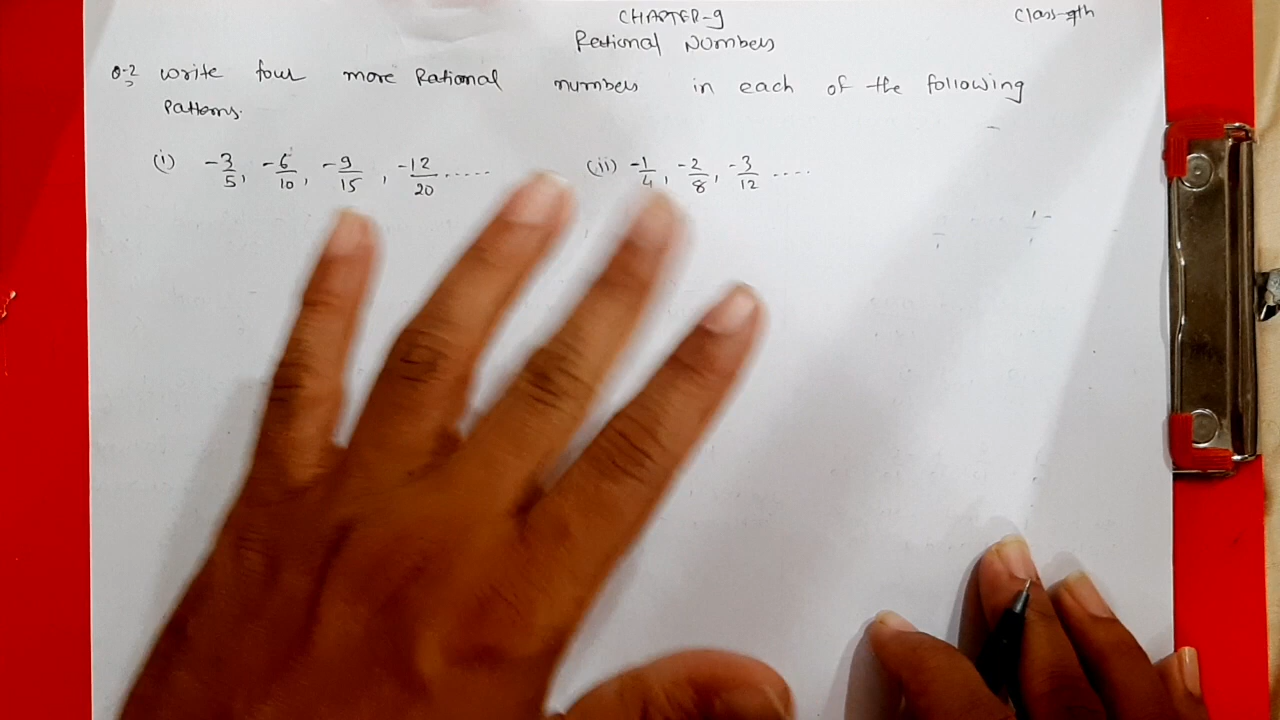 CHAPTER-9
Class-7th
Rational Numbers
Q-2 Write four more Rational numbers in each of the following
Patterns.
(i) -3/5, -6/10, -9/15, -12/20 ..... (ii) -1/4, -2/8, -3/12 ....